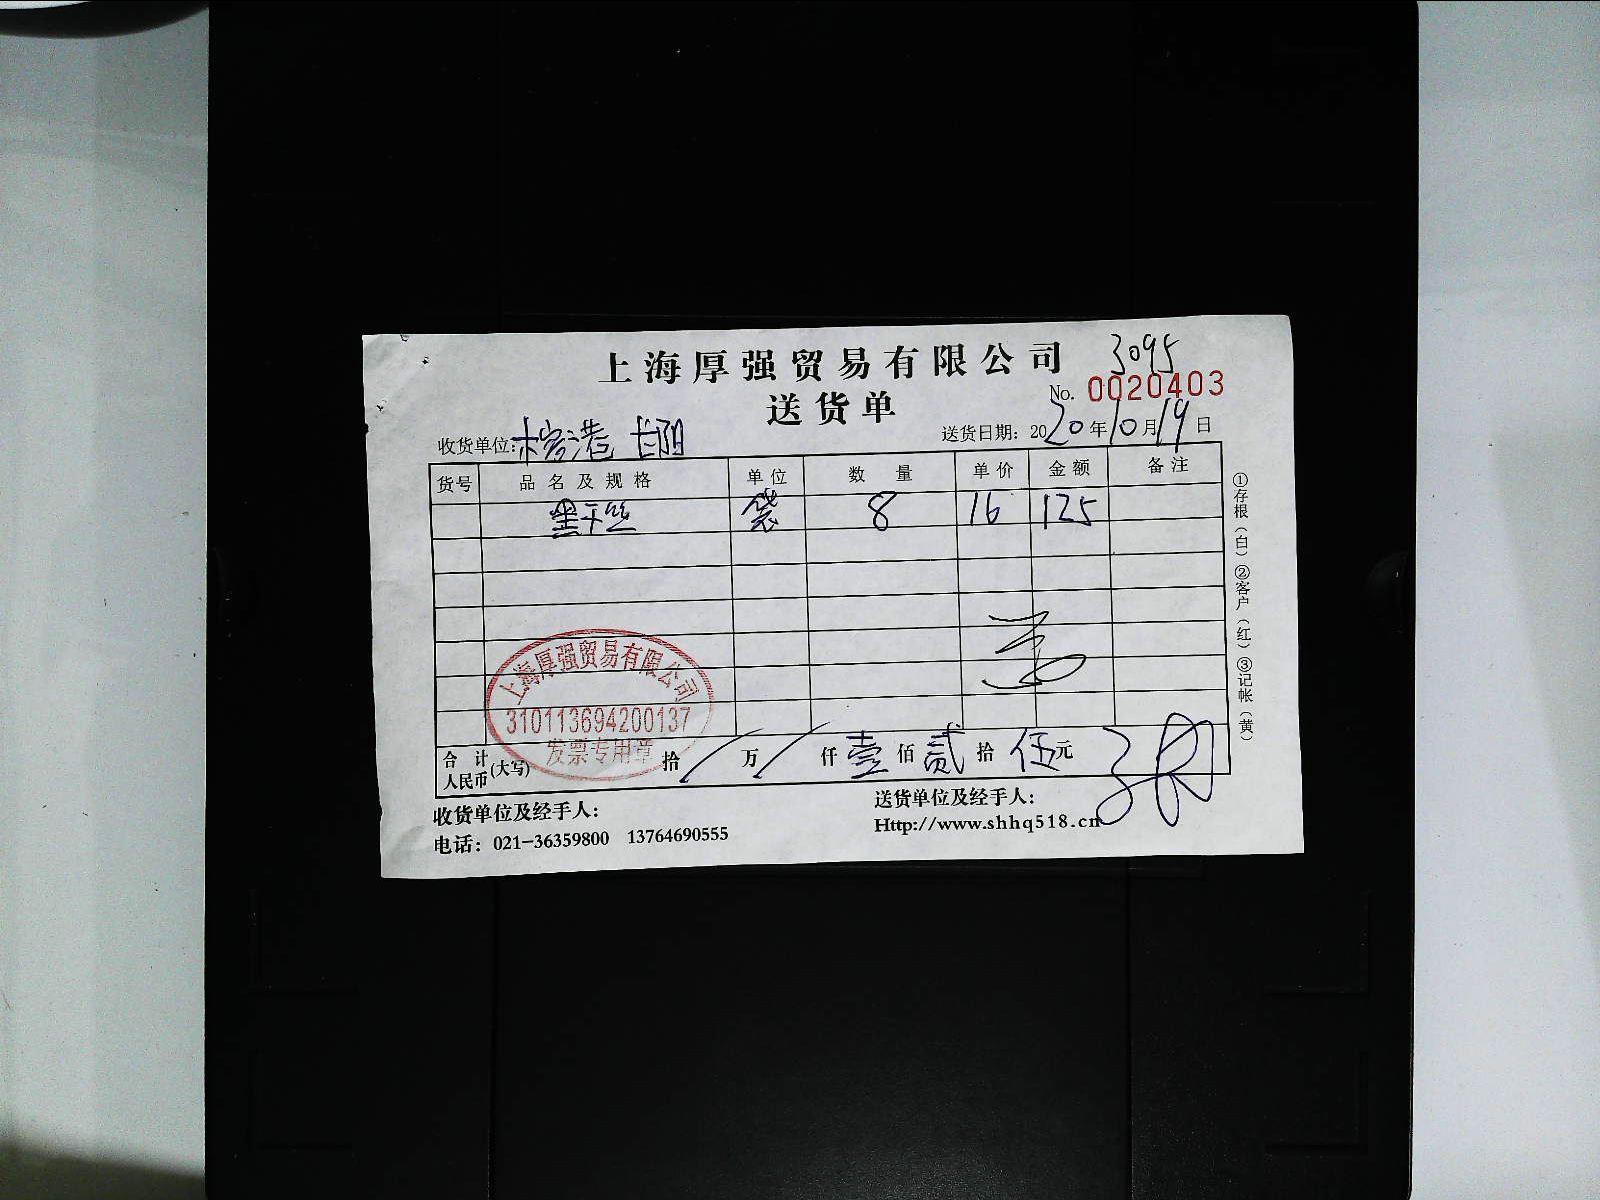 上海厚强贸易有限公司 3095
送货单 No. 0020403
收货单位: 送货日期: 2020年10月19日
货号 品名及规格 单位 数量 单价 金额 备注
黑干丝 袋 8 16 125
上海厚强贸易有限公司
310113694200137
发票专用章
合计人民币(大写) 拾/万/仟壹佰贰拾伍元
收货单位及经手人: 送货单位及经手人:
电话: 021-36359800 13764690555 Http://www.shhq518.cn
①存根(白)②客户(红)③记帐(黄)